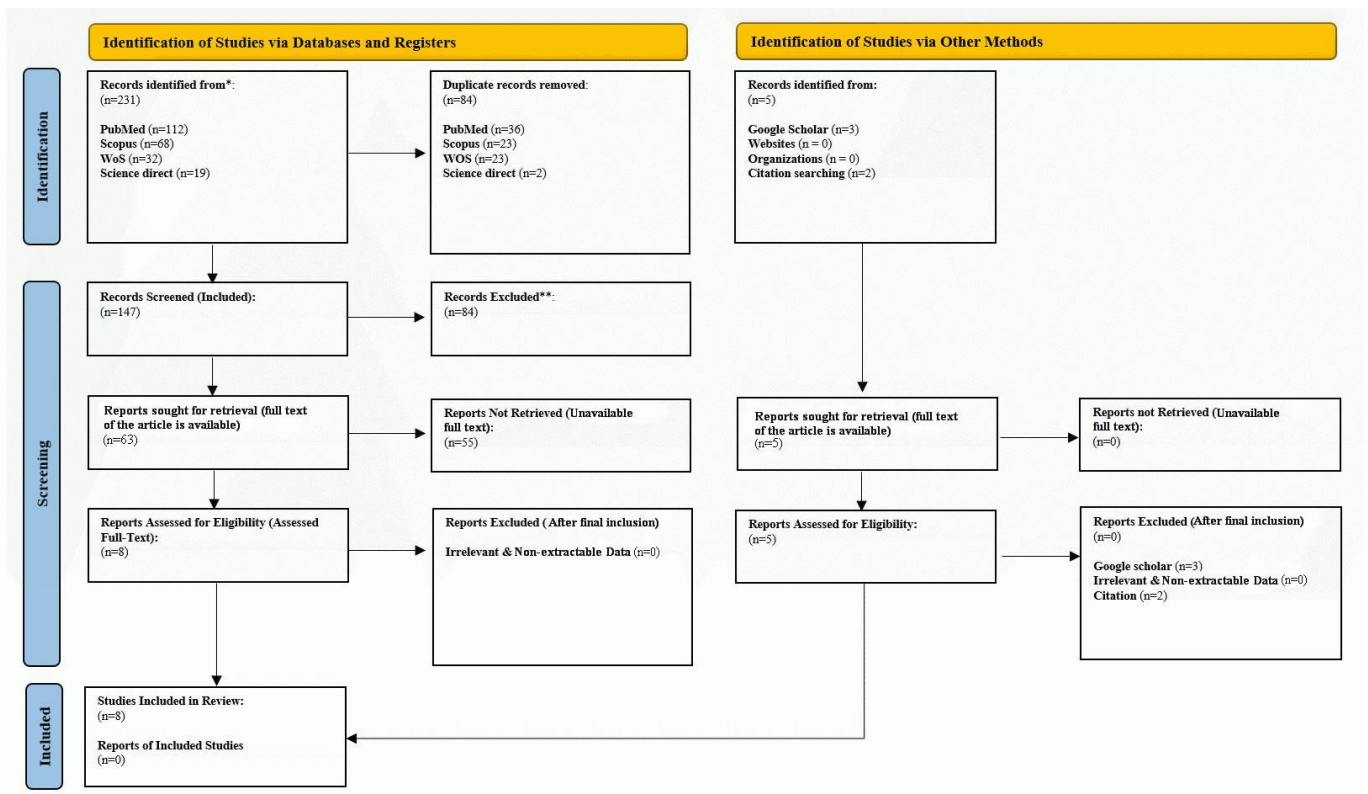 Identification of Studies via Databases and Registers
Identification of Studies via Other Methods
Identification
Records identified from*:
(n=231)
PubMed (n=112)
Scopus (n=68)
WoS (n=32)
Science direct (n=19)
Duplicate records removed:
(n=84)
PubMed (n=36)
Scopus (n=23)
WOS (n=23)
Science direct (n=2)
Records identified from:
(n=5)
Google Scholar (n=3)
Websites (n = 0)
Organizations (n = 0)
Citation searching (n=2)
Screening
Records Screened (Included):
(n=147)
Records Excluded**:
(n=84)
Reports sought for retrieval (full text
of the article is available)
(n=63)
Reports Not Retrieved (Unavailable
full text):
(n=55)
Reports sought for retrieval (full text
of the article is available)
(n=5)
Reports not Retrieved (Unavailable
full text):
(n=0)
Reports Assessed for Eligibility (Assessed
Full-Text):
(n=8)
Reports Excluded ( After final inclusion)
Irrelevant & Non-extractable Data (n=0)
Reports Assessed for Eligibility:
(n=5)
Reports Excluded (After final inclusion)
(n=0)
Google scholar (n=3)
Irrelevant & Non-extractable Data (n=0)
Citation (n=2)
Included
Studies Included in Review:
(n=8)
Reports of Included Studies
(n=0)